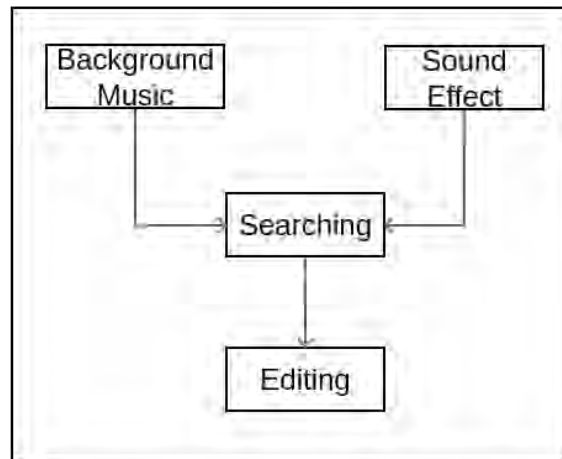 Background
Music
Sound
Effect
Searching
Editing